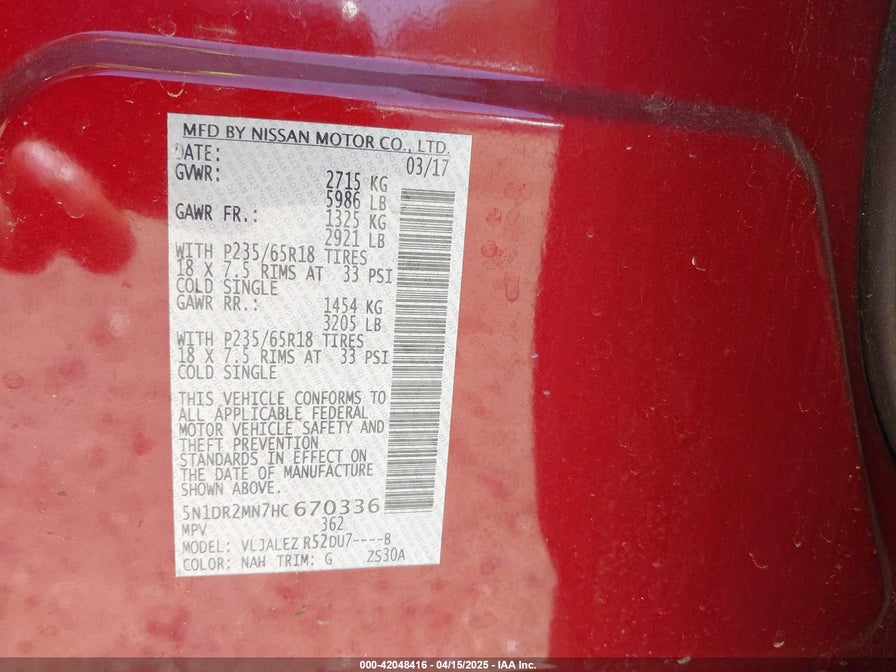 MFD BY NISSAN MOTOR CO., LTD.
DATE: 03/17
GVWR: 2715 KG
5986 LB
GAWR FR.: 1325 KG
2921 LB
WITH P235/65R18 TIRES
18 X 7.5 RIMS AT 33 PSI
COLD SINGLE
GAWR RR.: 1454 KG
3205 LB
WITH P235/65R18 TIRES
18 X 7.5 RIMS AT 33 PSI
COLD SINGLE
THIS VEHICLE CONFORMS TO
ALL APPLICABLE FEDERAL
MOTOR VEHICLE SAFETY AND
THEFT PREVENTION
STANDARDS IN EFFECT ON
THE DATE OF MANUFACTURE
SHOWN ABOVE.
5N1DR2MN7HC670336
MPV 362
MODEL: VLJALEZ R52DU7----B
COLOR: NAH TRIM: G ZS30A
000-42048416 - 04/15/2025 - IAA Inc.